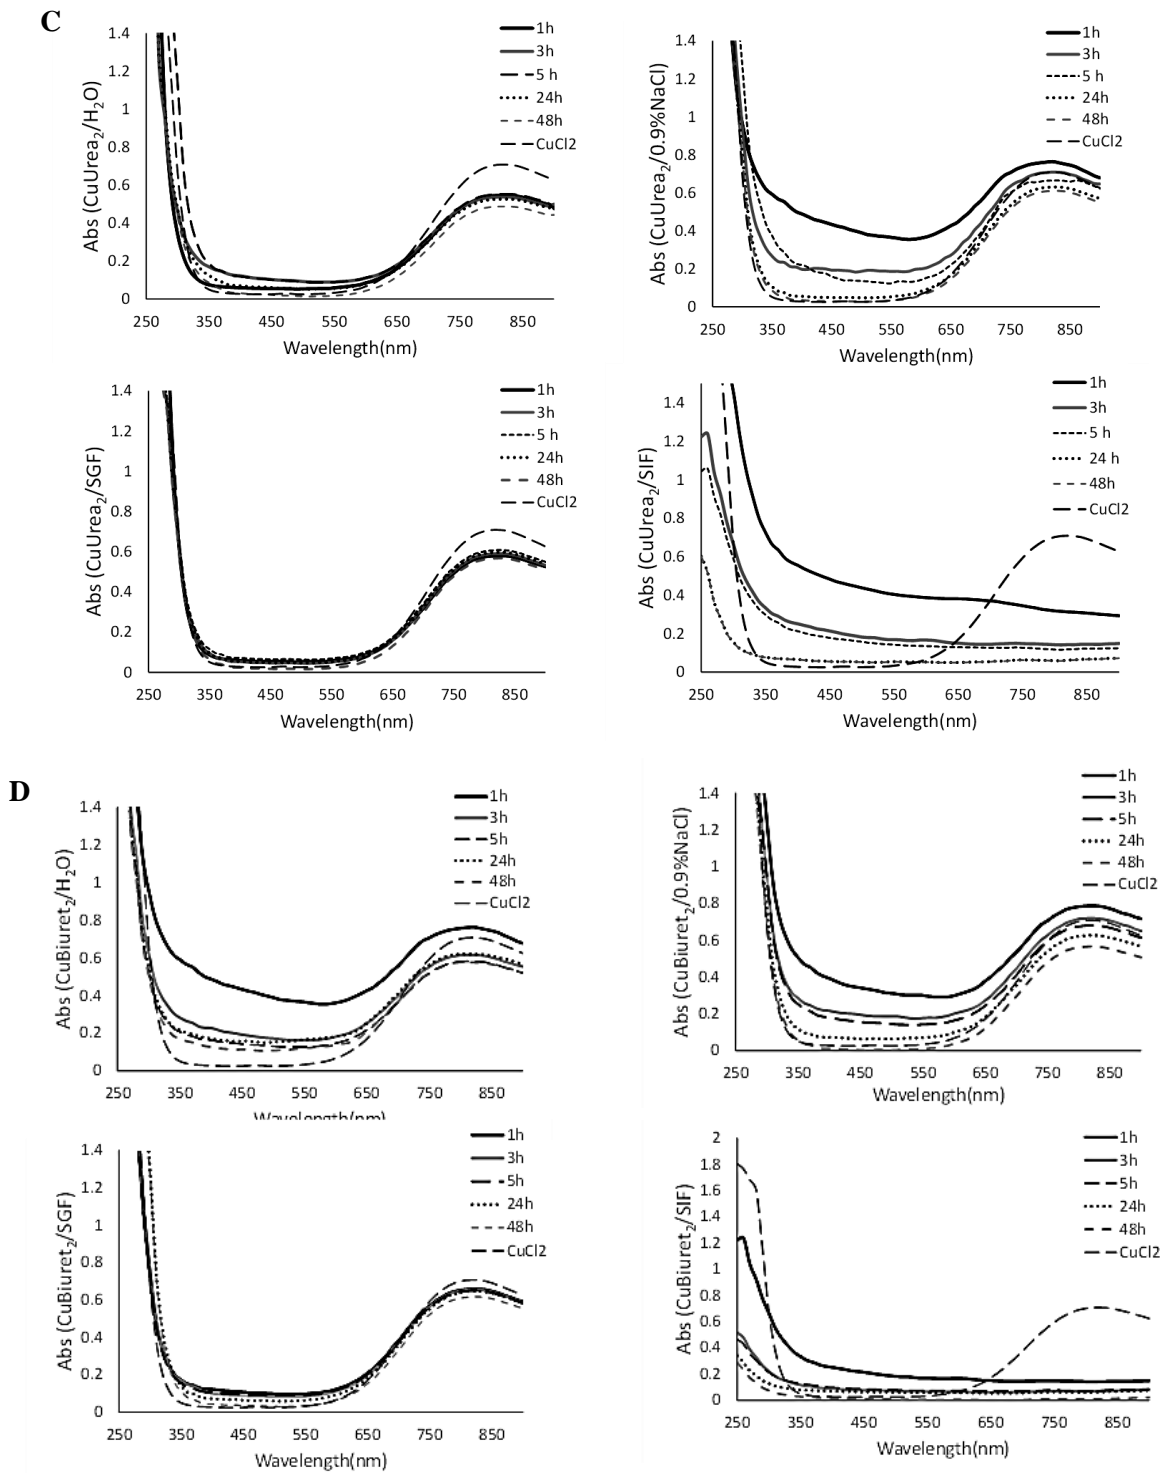 C
1h
3h
5 h
24h
48h
CuCl2
1.4
1.2
1
0.8
0.6
0.4
0.2
0
Abs (CuUrea2/H2O)
250 350 450 550 650 750 850
Wavelength(nm)
1h
3h
5 h
24h
48h
CuCl2
1.4
1.2
1
0.8
0.6
0.4
0.2
0
Abs (CuUrea2/0.9%NaCl)
250 350 450 550 650 750 850
Wavelength(nm)
1h
3h
5 h
24h
48h
CuCl2
1.4
1.2
1
0.8
0.6
0.4
0.2
0
Abs (CuUrea2/SGF)
250 350 450 550 650 750 850
Wavelength(nm)
1h
3h
5 h
24 h
48h
CuCl2
1.4
1.2
1
0.8
0.6
0.4
0.2
0
Abs (CuUrea2/SIF)
250 350 450 550 650 750 850
Wavelength(nm)
D
1h
3h
5h
24h
48h
CuCl2
1.4
1.2
1
0.8
0.6
0.4
0.2
0
Abs (CuBiuret2/H2O)
250 350 450 550 650 750 850
Wavelength(nm)
1h
3h
5h
24h
48h
CuCl2
1.4
1.2
1
0.8
0.6
0.4
0.2
0
Abs (CuBiuret2/0.9%NaCl)
250 350 450 550 650 750 850
Wavelength(nm)
1h
3h
5h
24h
48h
CuCl2
1.4
1.2
1
0.8
0.6
0.4
0.2
0
Abs (CuBiuret2/SGF)
250 350 450 550 650 750 850
Wavelength(nm)
1h
3h
5h
24h
48h
CuCl2
2
1.8
1.6
1.4
1.2
1
0.8
0.6
0.4
0.2
0
Abs (CuBiuret2/SIF)
250 350 450 550 650 750 850
Wavelength(nm)